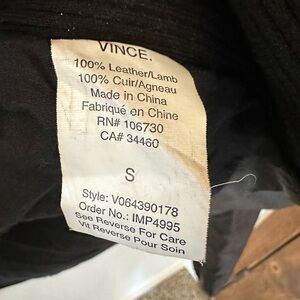 VINCE.
100% Leather/Lamb
100% Cuir/Agneau
Made in China
Fabriqué en Chine
RN# 106730
CA# 34460
S
Style: V064390178
Order No.: IMP4995
See Reverse For Care
Vit Reverse Pour Soin